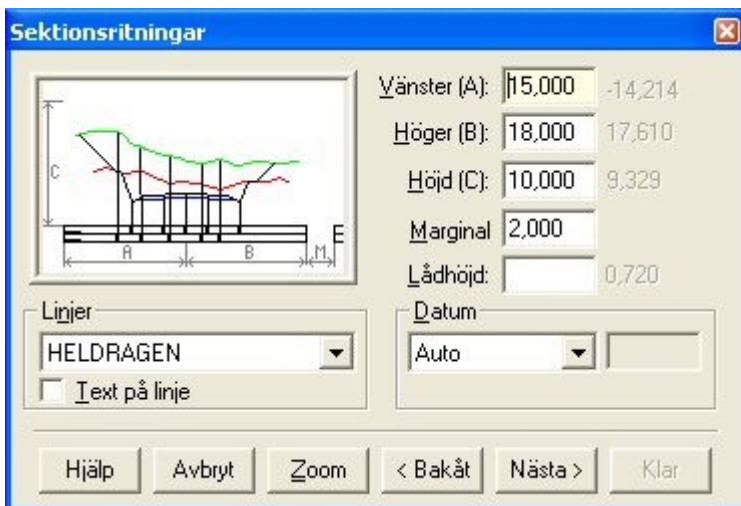 Sektionsritningar
Vänster (A): 15,000 -14,214
Höger (B): 18,000 17,610
Höjd (C): 10,000 9,329
Marginal 2,000
Lådhöjd: 0,720
C
A B M
Linjer
HELDRAGEN
Text på linje
Datum
Auto
Hjälp Avbryt Zoom < Bakåt Nästa > Klar